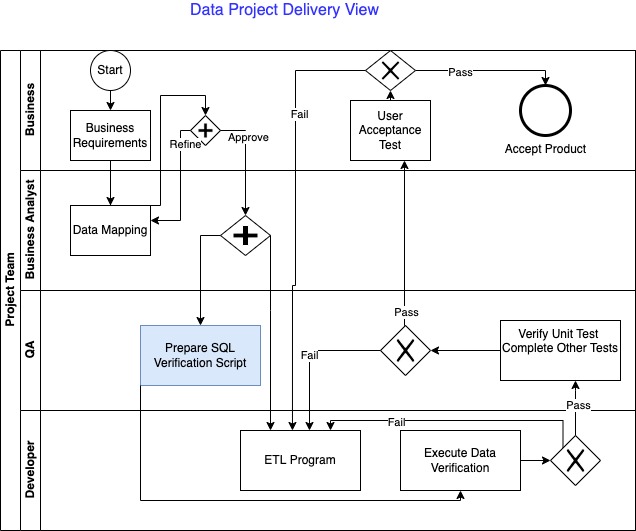 Data Project Delivery View
Project Team
Business
Start
Business
Requirements
Refine
Approve
Fail
User
Acceptance
Test
Pass
Accept Product
Business Analyst
Data Mapping
QA
Prepare SQL
Verification Script
Fail
Pass
Verify Unit Test
Complete Other Tests
Pass
Developer
ETL Program
Fail
Execute Data
Verification